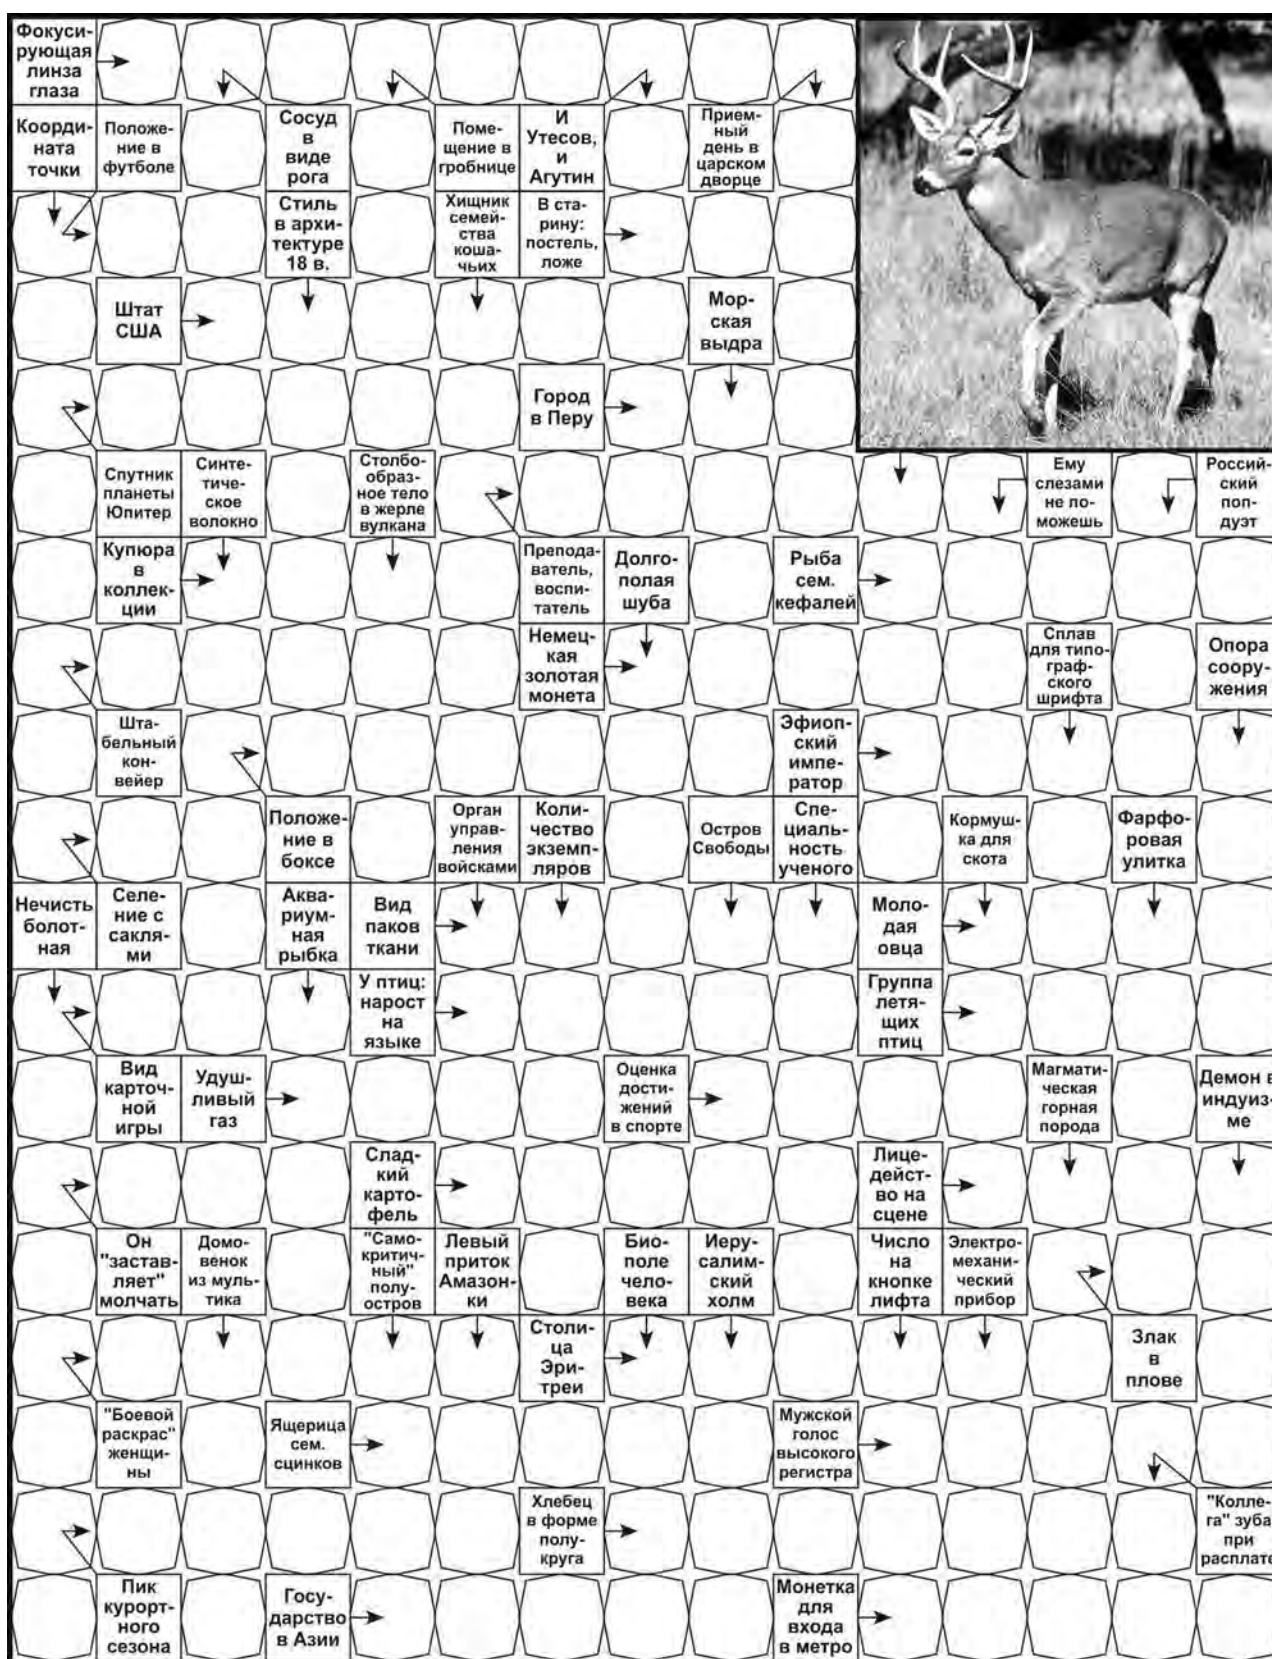 Фокуси-
рующая
линза
глаза
Коорди-
ната
точки
Положе-
ние в
футболе
Сосуд
в
виде
рога
Поме-
щение в
гробнице
И
Утесов,
и
Агутин
Прием-
ный
день в
царском
дворце
Стиль
в архи-
тектуре
18 в.
Хищник
семей-
ства
коша-
чьих
В ста-
рину:
постель,
ложе
Штат
США
Мор-
ская
выдра
Город
в Перу
Спутник
планеты
Юпитер
Синте-
тиче-
ское
волокно
Столбо-
образ-
ное тело
в жерле
вулкана
Ему
слезами
не по-
можешь
Россий-
ский
поп-
дуэт
Купюра
в
коллек-
ции
Препода-
ватель,
воспи-
татель
Долго-
полая
шуба
Рыба
сем.
кефалей
Немец-
кая
золотая
монета
Сплав
для типо-
граф-
ского
шрифта
Опора
соору-
жения
Шта-
бельный
кон-
вейер
Эфиоп-
ский
импе-
ратор
Положе-
ние в
боксе
Орган
управ-
ления
войсками
Коли-
чество
экземп-
ляров
Остров
Свободы
Спе-
циаль-
ность
ученого
Кормуш-
ка для
скота
Фарфо-
ровая
улитка
Нечисть
болот-
ная
Селе-
ние с
сакля-
ми
Аква-
риум-
ная
рыбка
Вид
паков
ткани
Моло-
дая
овца
У птиц:
нарост
на
языке
Группа
летя-
щих
птиц
Вид
карточ-
ной
игры
Удуш-
ливый
газ
Оценка
дости-
жений
в спорте
Магмати-
ческая
горная
порода
Демон в
индуиз-
ме
Слад-
кий
карто-
фель
Лице-
дейст-
во на
сцене
Он
"застав-
ляет"
молчать
Домо-
венок
из муль-
тика
"Само-
критич-
ный"
полу-
остров
Левый
приток
Амазон-
ки
Био-
поле
чело-
века
Иеру-
салим-
ский
холм
Число
на
кнопке
лифта
Электро-
механи-
ческий
прибор
Столи-
ца
Эри-
треи
Злак
в
плове
"Боевой
раскрас"
женщи-
ны
Ящерица
сем.
сцинков
Мужской
голос
высокого
регистра
Хлебец
в форме
полу-
круга
"Колле-
га" зуба
при
расплате
Пик
курорт-
ного
сезона
Госу-
дарство
в Азии
Монетка
для
входа
в метро